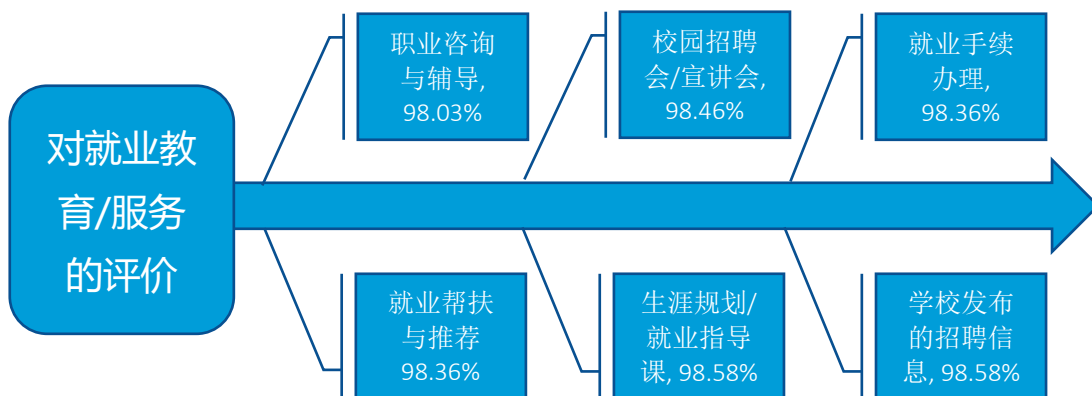 对就业教
育/服务
的评价
职业咨询
与辅导,
98.03%
校园招聘
会/宣讲会,
98.46%
就业手续
办理,
98.36%
就业帮扶
与推荐
98.36%
生涯规划/
就业指导
课, 98.58%
学校发布
的招聘信
息, 98.58%